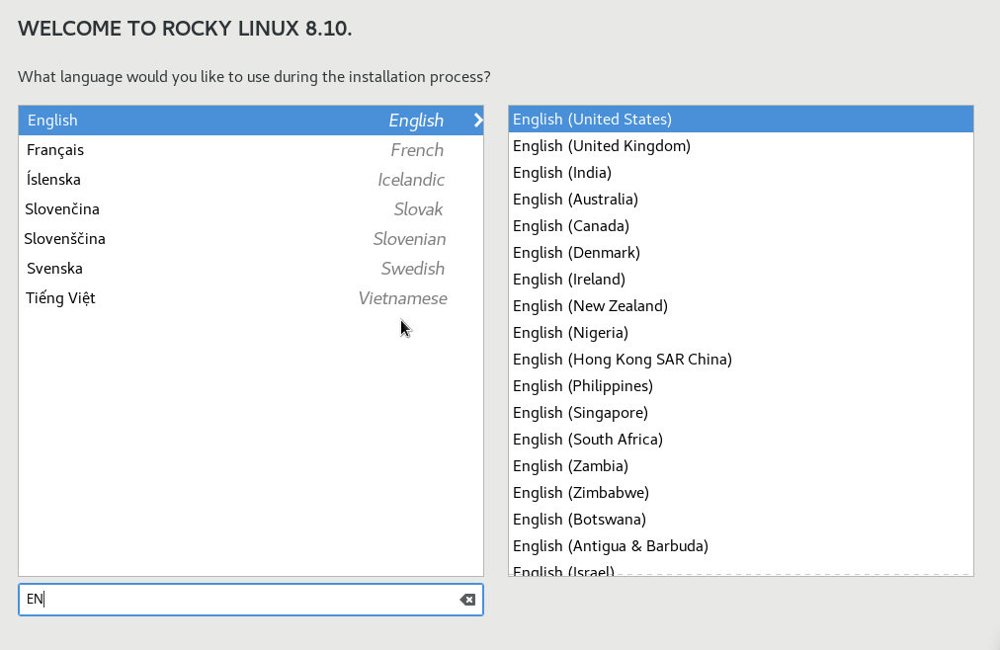 WELCOME TO ROCKY LINUX 8.10.
What language would you like to use during the installation process?
English English
Français French
Íslenska Icelandic
Slovenčina Slovak
Slovenščina Slovenian
Svenska Swedish
Tiếng Việt Vietnamese
EN
English (United States)
English (United Kingdom)
English (India)
English (Australia)
English (Canada)
English (Denmark)
English (Ireland)
English (New Zealand)
English (Nigeria)
English (Hong Kong SAR China)
English (Philippines)
English (Singapore)
English (South Africa)
English (Zambia)
English (Zimbabwe)
English (Botswana)
English (Antigua & Barbuda)
English (Israel)